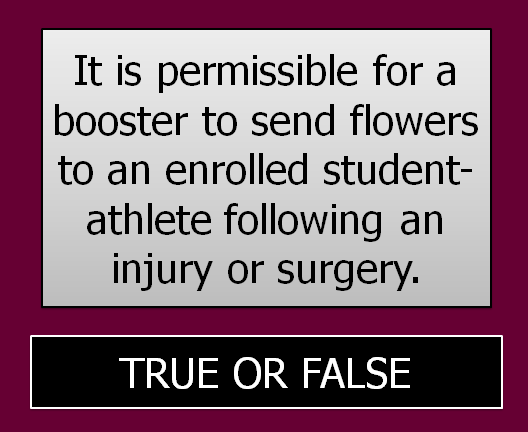 It is permissible for a
booster to send flowers
to an enrolled student-
athlete following an
injury or surgery.
TRUE OR FALSE